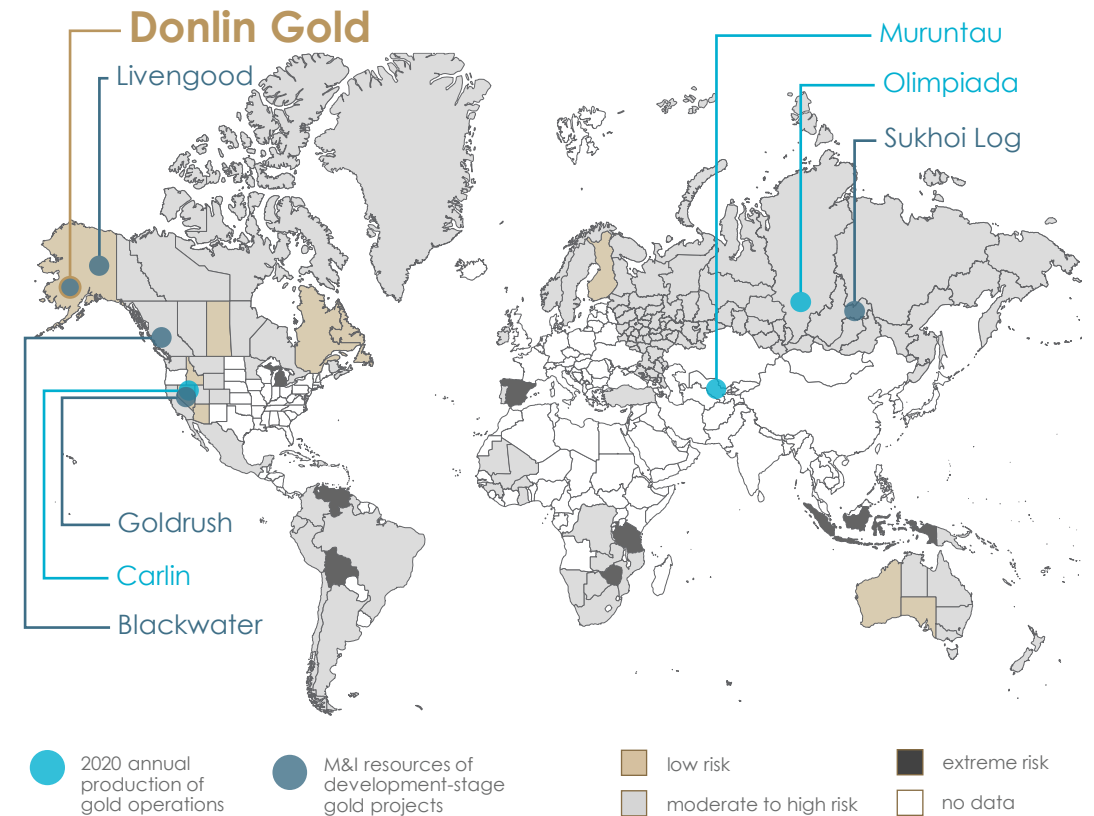 Donlin Gold
Livengood
Muruntau
Olimpiada
Sukhoi Log
Goldrush
Carlin
Blackwater
2020 annual
production of
gold operations
M&I resources of
development-stage
gold projects
low risk
moderate to high risk
extreme risk
no data